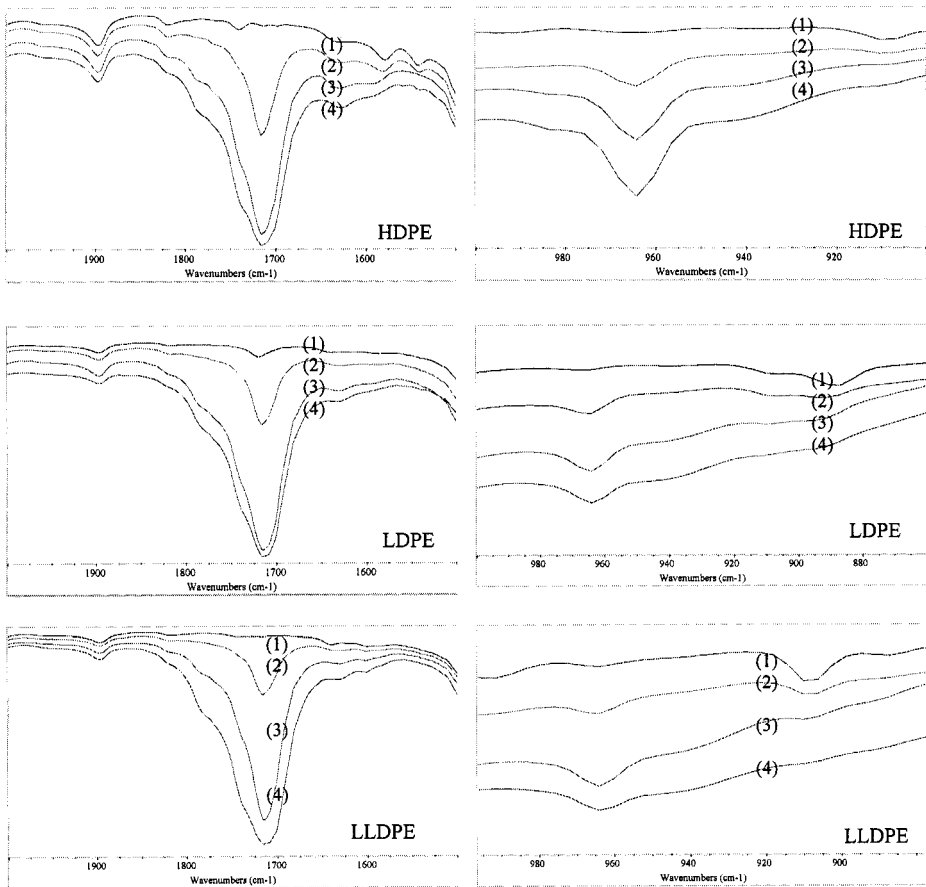 (1)
(2)
(3)
(4)
HDPE
1900 1800 1700 1600
Wavenumbers (cm-1)
(1)
(2)
(3)
(4)
HDPE
980 960 940 920
Wavenumbers (cm-1)
(1)
(2)
(3)
(4)
LDPE
1900 1800 1700 1600
Wavenumbers (cm-1)
(1)
(2)
(3)
(4)
LDPE
980 960 940 920 900 880
Wavenumbers (cm-1)
(1)
(2)
(3)
(4)
LLDPE
1900 1800 1700 1600
Wavenumbers (cm-1)
(1)
(2)
(3)
(4)
LLDPE
980 960 940 920 900
Wavenumbers (cm-1)